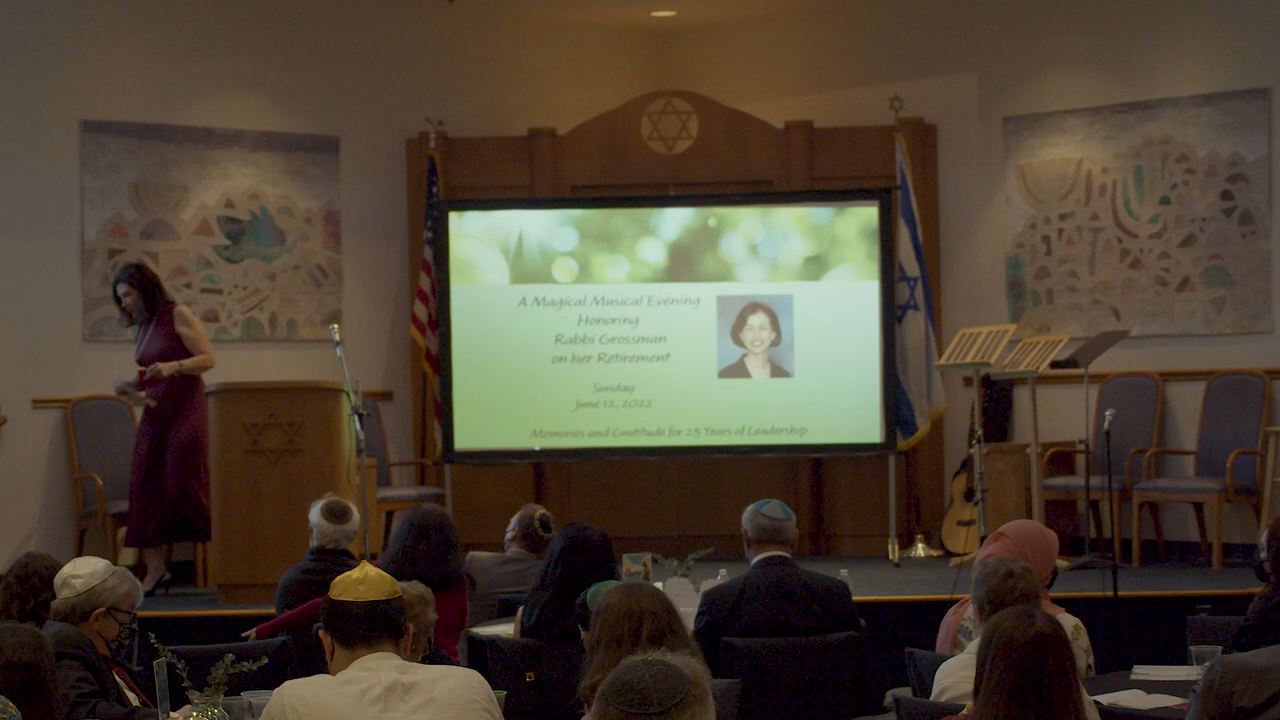 A Magical Musical Evening
Honoring
Rabbi Grossman
on her Retirement
Sunday
June 12, 2022
Memories and Gratitude for 25 Years of Leadership